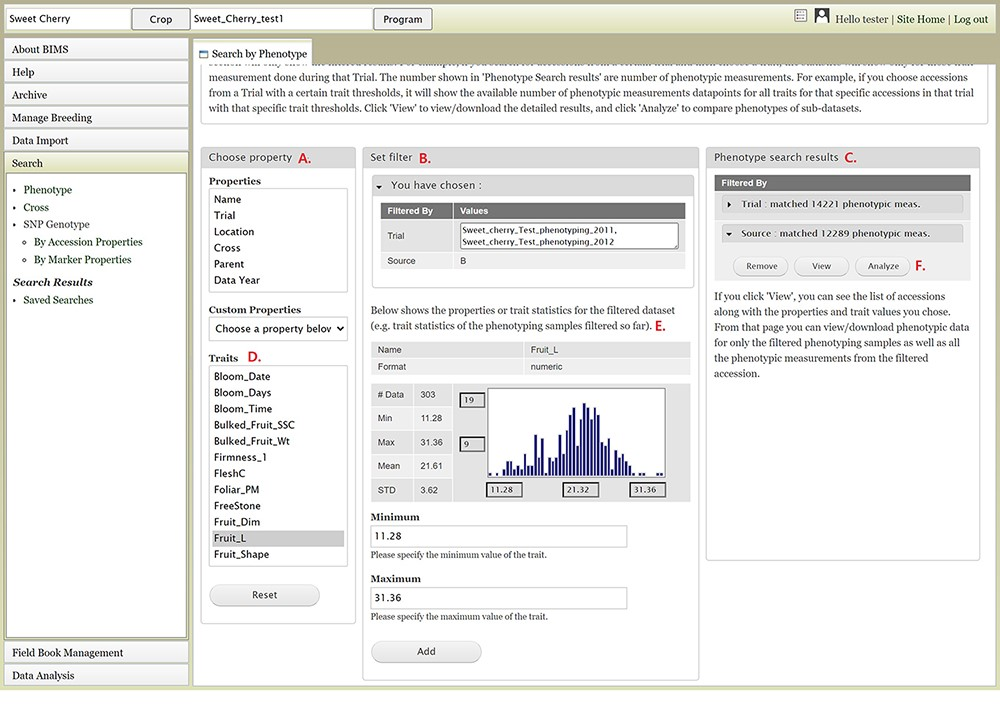 Sweet Cherry
Crop
Sweet_Cherry_test1
Program
Hello tester | Site Home | Log out
About BIMS
Help
Archive
Manage Breeding
Data Import
Search
Phenotype
Cross
SNP Genotype
By Accession Properties
By Marker Properties
Search Results
Saved Searches
Field Book Management
Data Analysis
Search by Phenotype
measurement done during that Trial. The number shown in 'Phenotype Search results' are number of phenotypic measurements. For example, if you choose accessions
from a Trial with a certain trait thresholds, it will show the available number of phenotypic measurements datapoints for all traits for that specific accessions in that trial
with that specific trait thresholds. Click 'View' to view/download the detailed results, and click 'Analyze' to compare phenotypes of sub-datasets.
Choose property A.
Properties
Name
Trial
Location
Cross
Parent
Data Year
Custom Properties
Choose a property below
Traits D.
Bloom_Date
Bloom_Days
Bloom_Time
Bulked_Fruit_SSC
Bulked_Fruit_Wt
Firmness_1
FleshC
Foliar_PM
FreeStone
Fruit_Dim
Fruit_L
Fruit_Shape
Reset
Set filter B.
You have chosen :
Filtered By Values
Trial
Sweet_cherry_Test_phenotyping_2011,
Sweet_cherry_Test_phenotyping_2012
Source B
Below shows the properties or trait statistics for the filtered dataset
(e.g. trait statistics of the phenotyping samples filtered so far). E.
Name Fruit_L
Format numeric
# Data 303
Min 11.28
Max 31.36
Mean 21.61
STD 3.62
19
9
11.28 21.32 31.36
Minimum
11.28
Please specify the minimum value of the trait.
Maximum
31.36
Please specify the maximum value of the trait.
Add
Phenotype search results C.
Filtered By
Trial : matched 14221 phenotypic meas.
Source : matched 12289 phenotypic meas.
Remove View Analyze F.
If you click 'View', you can see the list of accessions
along with the properties and trait values you chose.
From that page you can view/download phenotypic data
for only the filtered phenotyping samples as well as all
the phenotypic measurements from the filtered
accession.